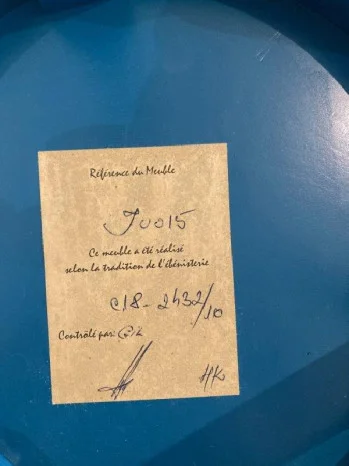 Référence du Meuble
JU015
Ce meuble a été réalisé
selon la tradition de l'ébénisterie
C18-2432/10
Contrôlé par:
HK